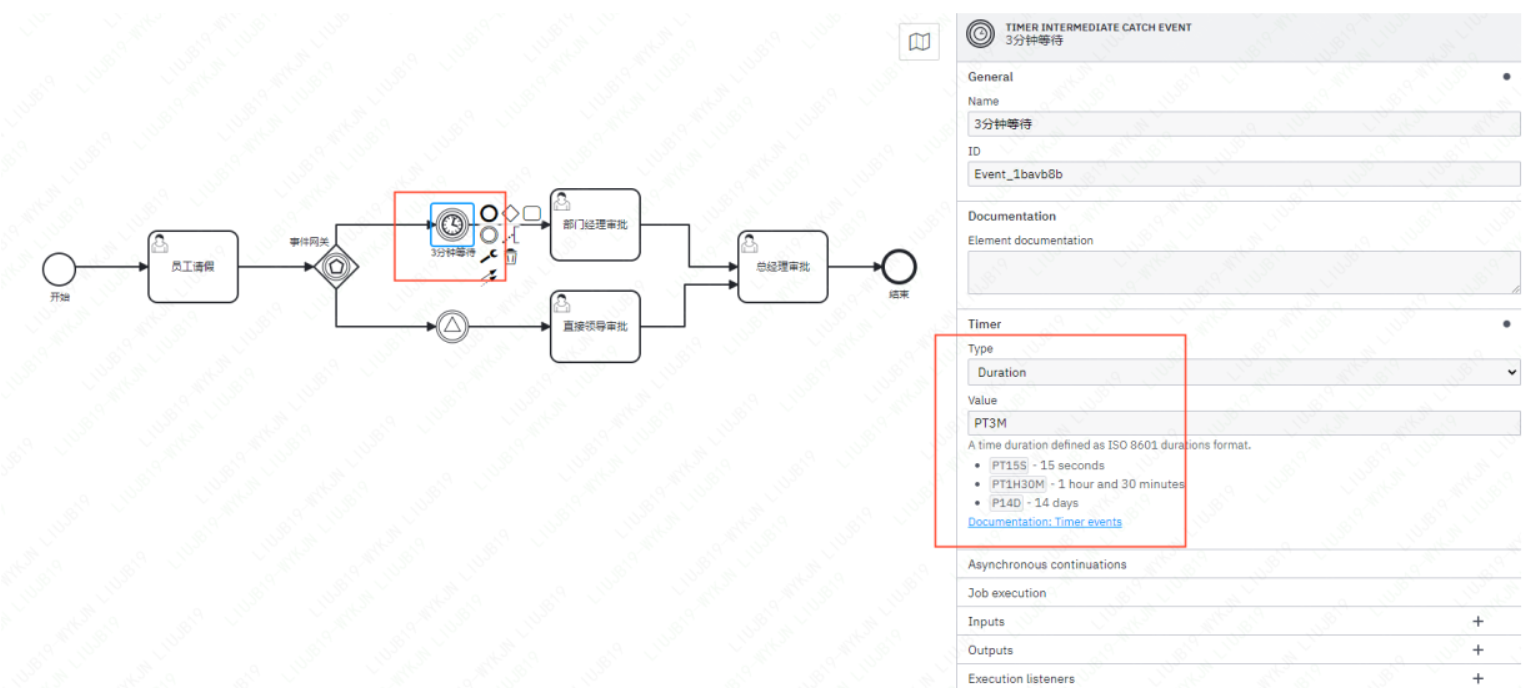 员工请假
开始
事件网关
3分钟等待
部门经理审批
直接领导审批
总经理审批
结束
TIMER INTERMEDIATE CATCH EVENT
3分钟等待
General
Name
3分钟等待
ID
Event_1bavb8b
Documentation
Element documentation
Timer
Type
Duration
Value
PT3M
A time duration defined as ISO 8601 durations format.
PT15S - 15 seconds
PT1H30M - 1 hour and 30 minutes
P14D - 14 days
Documentation: Timer events
Asynchronous continuations
Job execution
Inputs
Outputs
Execution listeners